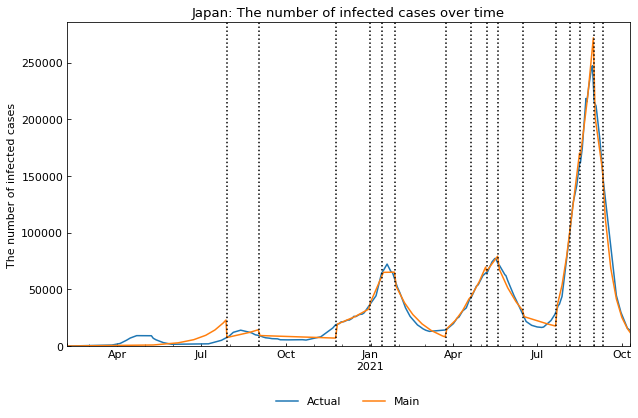 Japan: The number of infected cases over time
The number of infected cases
250000
200000
150000
100000
50000
0
Apr Jul Oct Jan Apr Jul Oct
2021
Actual Main